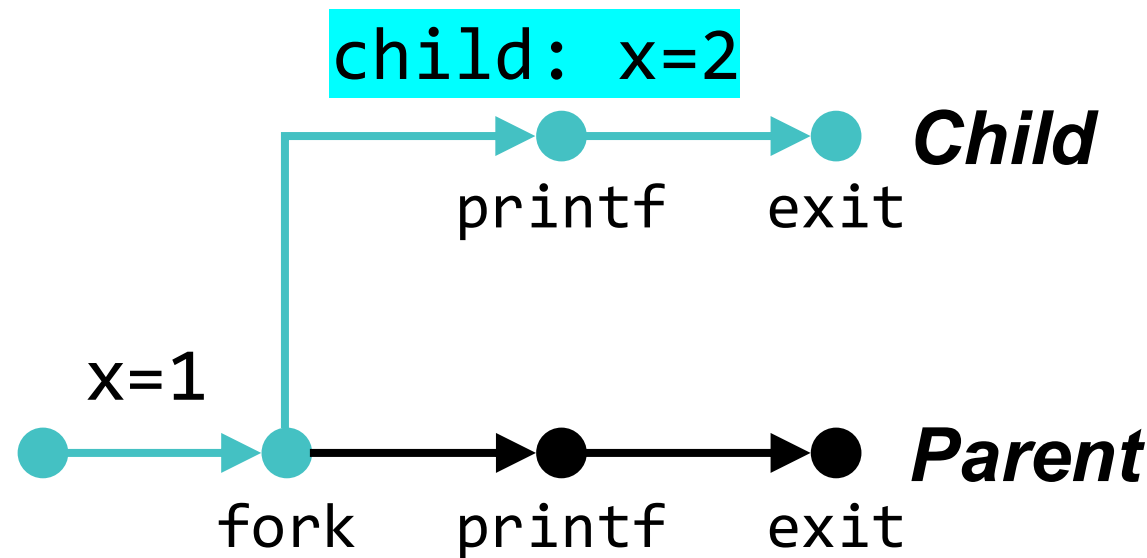 child: x=2
Child
printf exit
x=1
Parent
fork printf exit